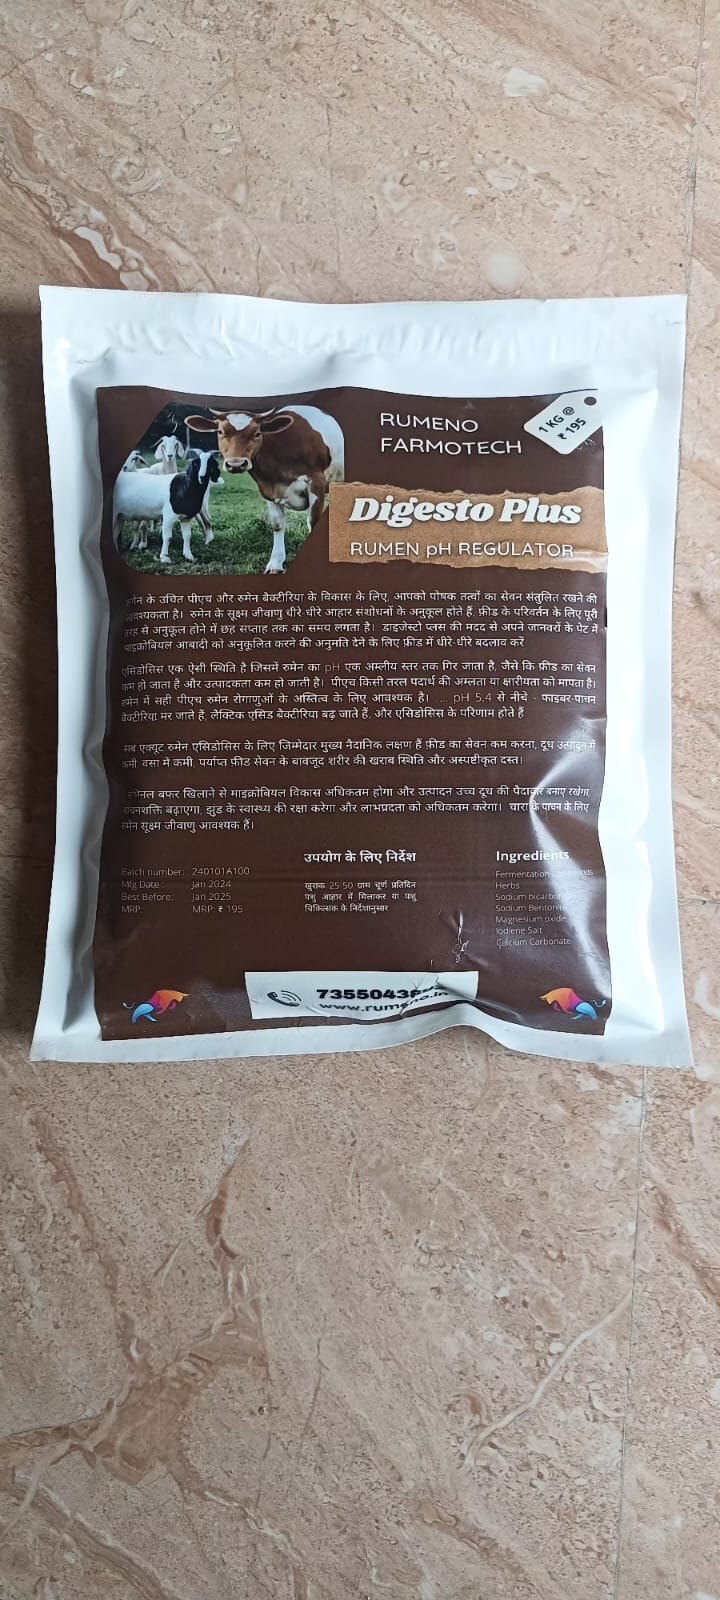 RUMENO
FARMOTECH
1 KG @
₹ 195
Digesto Plus
RUMEN pH REGULATOR
के उचित पीएच और रुमेन बैक्टीरिया के विकास के लिए, आपको पोषक तत्वों का सेवन संतुलित रखने की
आवश्यकता है। रुमेन के सूक्ष्म जीवाणु धीरे-धीरे आहार संशोधनों के अनुकूल होते हैं, फ़ीड के परिवर्तन के लिए पूरी
तरह से अनुकूल होने में छह सप्ताह तक का समय लगता है। डाइजेस्टो प्लस की मदद से अपने जानवरों के पेट में
माइक्रोबियल आबादी को अनुकूलित करने की अनुमति देने के लिए फ़ीड में धीरे-धीरे बदलाव करें
एसिडोसिस एक ऐसी स्थिति है जिसमें रुमेन का pH एक अम्लीय स्तर तक गिर जाता है, जैसे कि फ़ीड का सेवन
कम हो जाता है और उत्पादकता कम हो जाती है। पीएच किसी तरल पदार्थ की अम्लता या क्षारीयता को मापता है।
रुमेन में सही पीएच रुमेन रोगाणुओं के अस्तित्व के लिए आवश्यक है। ... pH 5.4 से नीचे - फाइबर-पाचन
बैक्टीरिया मर जाते हैं, लैक्टिक एसिड बैक्टीरिया बढ़ जाते हैं, और एसिडोसिस के परिणाम होते हैं
सब एक्यूट रुमेन एसिडोसिस के लिए जिम्मेदार मुख्य नैदानिक लक्षण हैं फ़ीड का सेवन कम करना, दूध उत्पादन में
कमी, वसा में कमी, पर्याप्त फ़ीड सेवन के बावजूद शरीर की खराब स्थिति और अस्पष्टीकृत दस्त।
बफर खिलाने से माइक्रोबियल विकास अधिकतम होगा और उत्पादन उच्च दूध की पैदावार बनाए रखेगा,
पाचनशक्ति बढ़ाएगा, झुंड के स्वास्थ्य की रक्षा करेगा और लाभप्रदता को अधिकतम करेगा। चारा के पाचन के लिए
रुमेन सूक्ष्म जीवाणु आवश्यक हैं।
Batch number: 240101A100
Mfg Date : Jan 2024
Best Before: Jan 2025
MRP MRP: ₹ 195
उपयोग के लिए निर्देश
खुराक 25-50 ग्राम चूर्ण प्रतिदिन
पशु आहार में मिलाकर या पशु
चिकित्सक के निर्देशानुसार
Ingredients
Fermentation
Herbs
Sodium bicarbon
Sodium Bentonite
Magnesium oxide
Iodiene Salt
Calcium Carbonate
7355043
www.rumeno.in